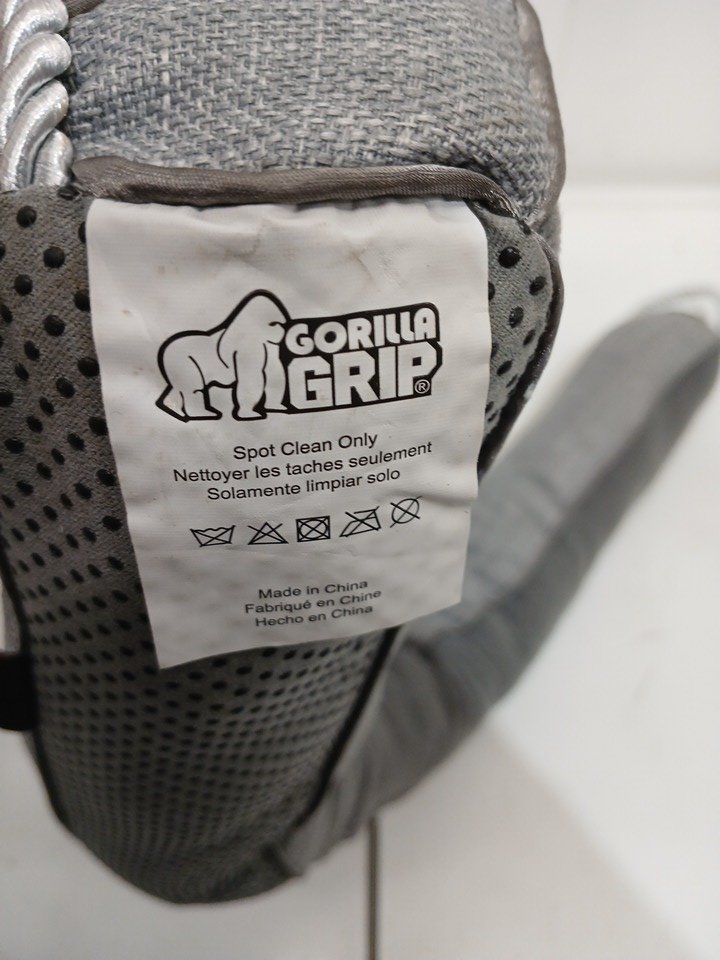 GORILLA
GRIP®
Spot Clean Only
Nettoyer les taches seulement
Solamente limpiar solo
Made in China
Fabriqué en Chine
Hecho en China